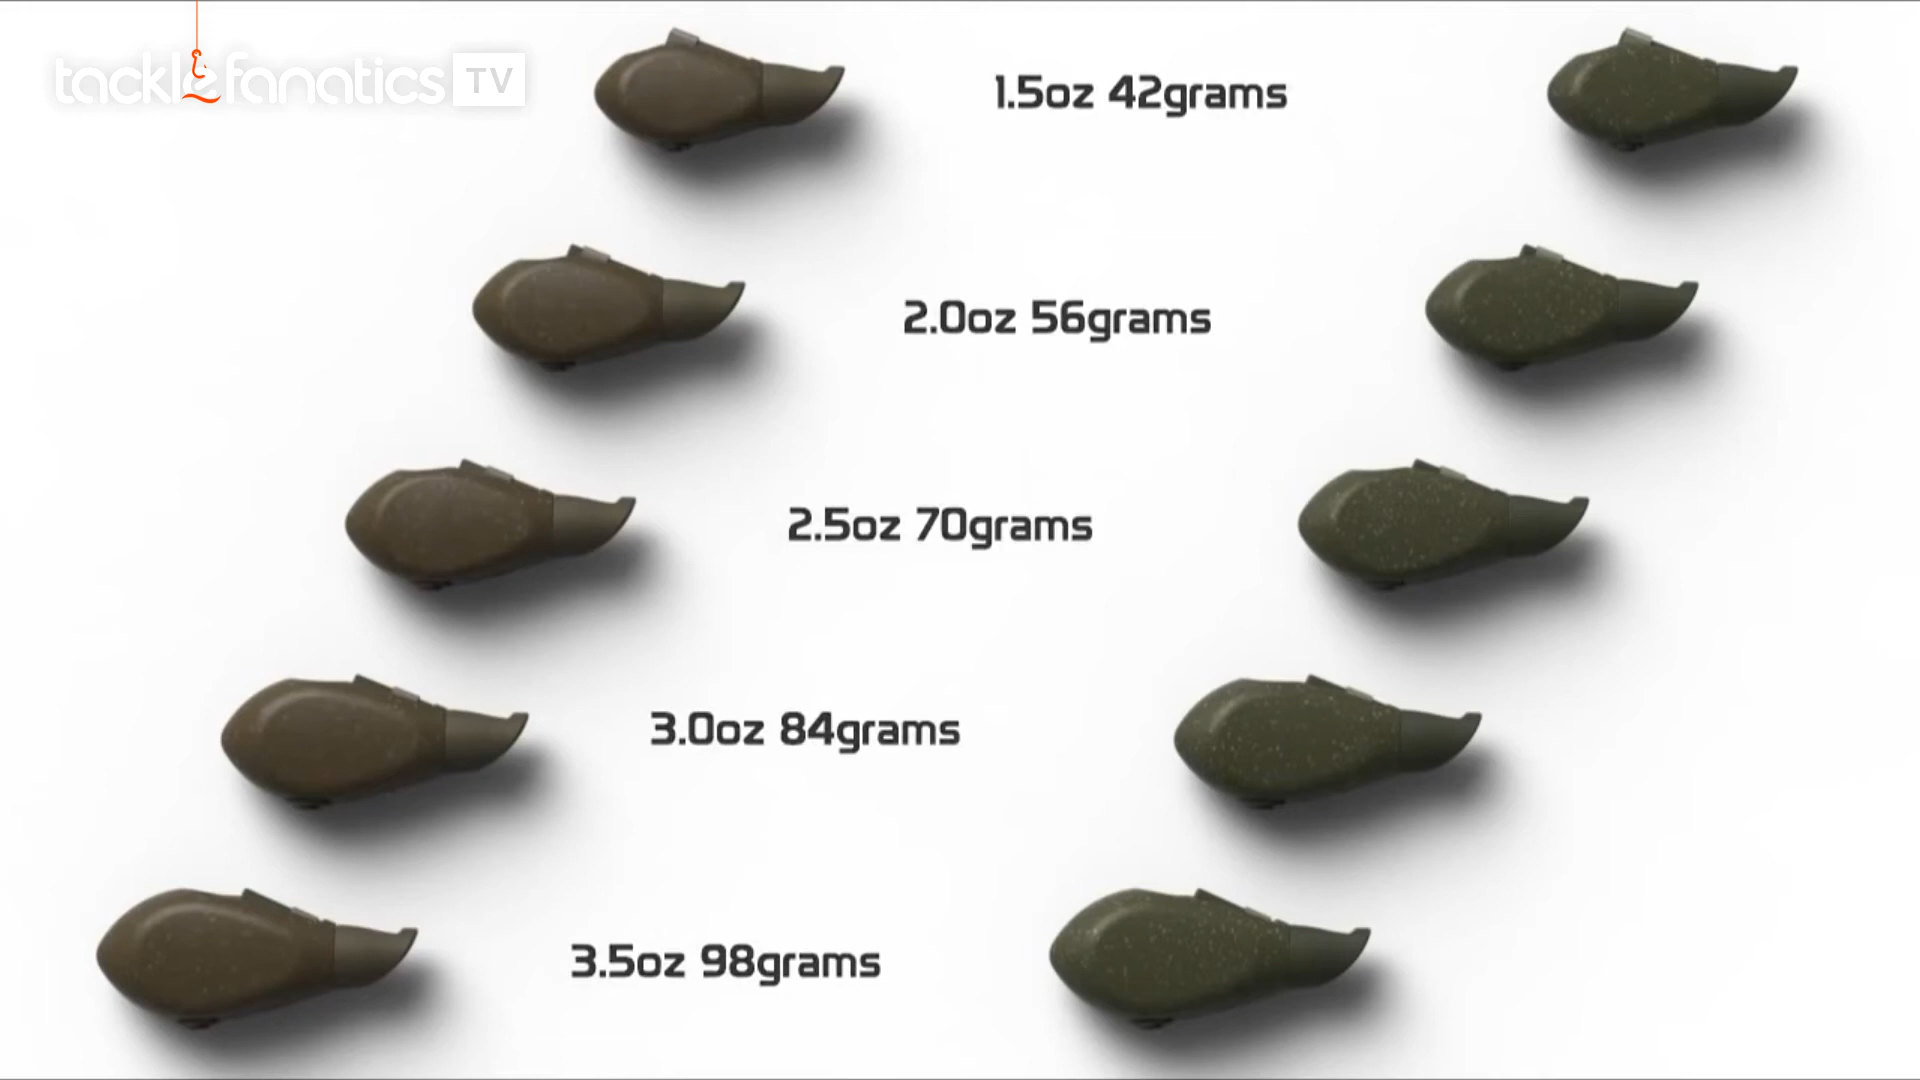 tacklefanatics TV
1.5oz 42grams
2.0oz 56grams
2.5oz 70grams
3.0oz 84grams
3.5oz 98grams